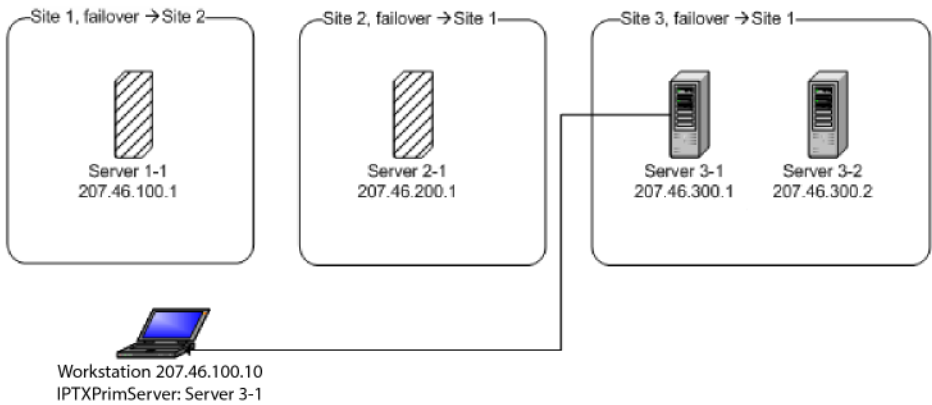 Site 1, failover →Site 2
Site 2, failover →Site 1
Site 3, failover →Site 1
Server 1-1
207.46.100.1
Server 2-1
207.46.200.1
Server 3-1
207.46.300.1
Server 3-2
207.46.300.2
Workstation 207.46.100.10
IPTXPrimServer: Server 3-1